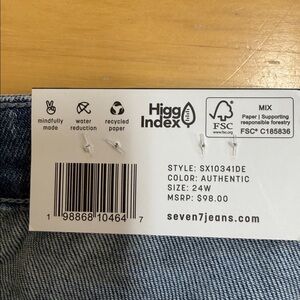 mindfully
made
water
reduction
recycled
paper
Higg
Index
FSC
www.fsc.org
MIX
Paper | Supporting
responsible forestry
FSC® C185836
STYLE: SX10341DE
COLOR: AUTHENTIC
SIZE: 24W
MSRP: $98.00
1 98868 10464 7
seven7jeans.com